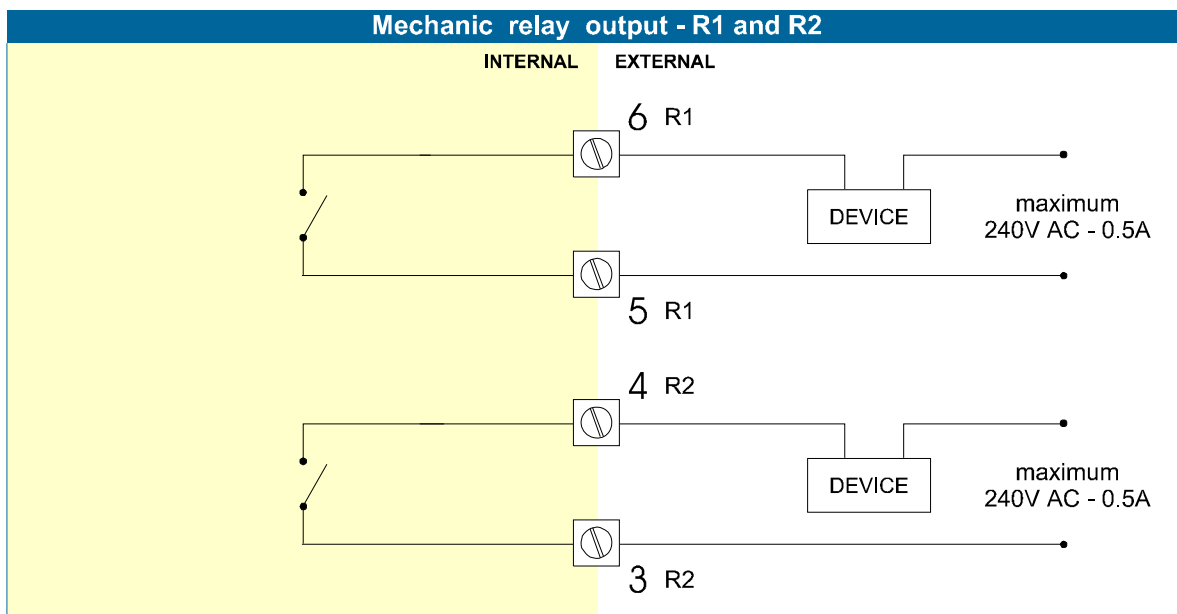 Mechanic relay output - R1 and R2
INTERNAL EXTERNAL
6 R1
DEVICE
maximum
240V AC - 0.5A
5 R1
4 R2
DEVICE
maximum
240V AC - 0.5A
3 R2